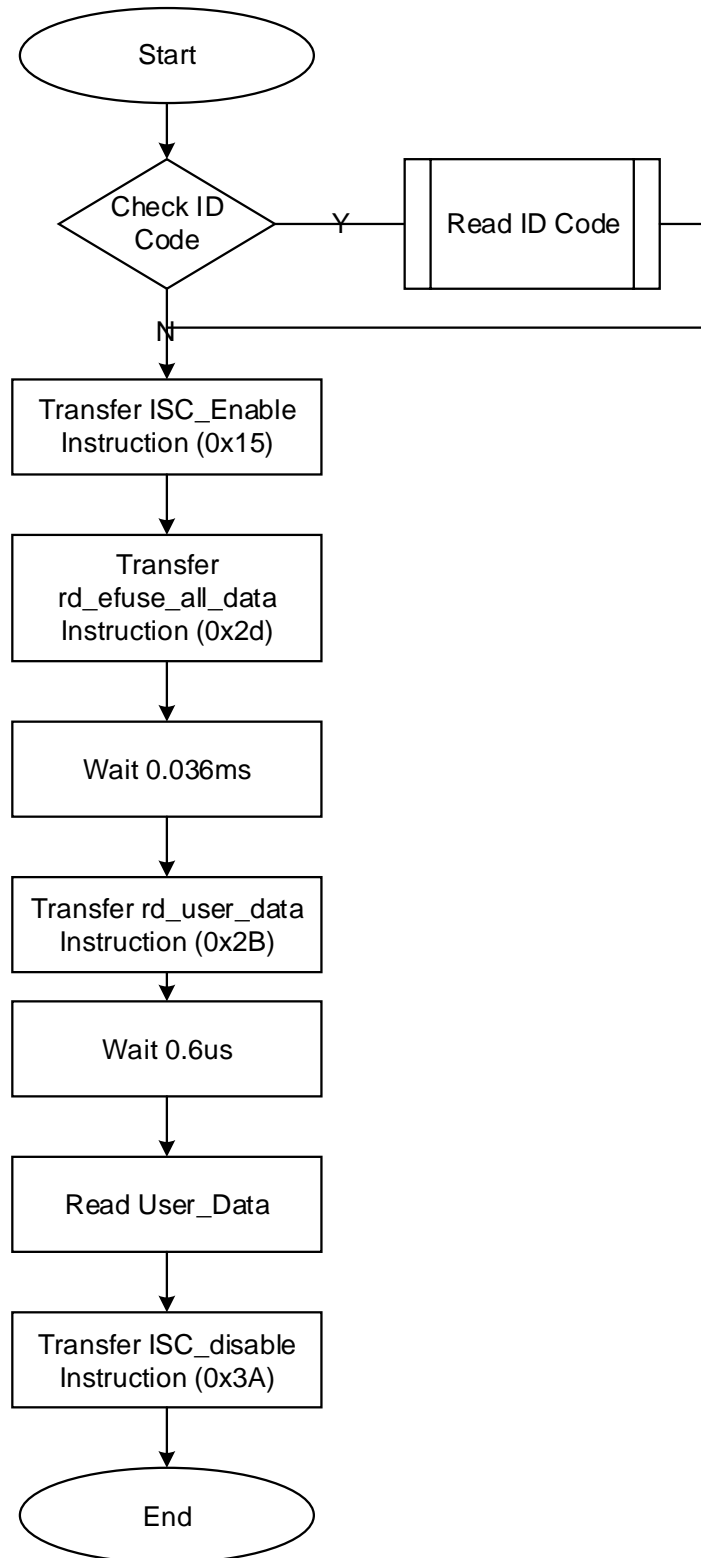 Start
Check ID
Code
Y
Read ID Code
N
Transfer ISC_Enable
Instruction (0x15)
Transfer
rd_efuse_all_data
Instruction (0x2d)
Wait 0.036ms
Transfer rd_user_data
Instruction (0x2B)
Wait 0.6us
Read User_Data
Transfer ISC_disable
Instruction (0x3A)
End